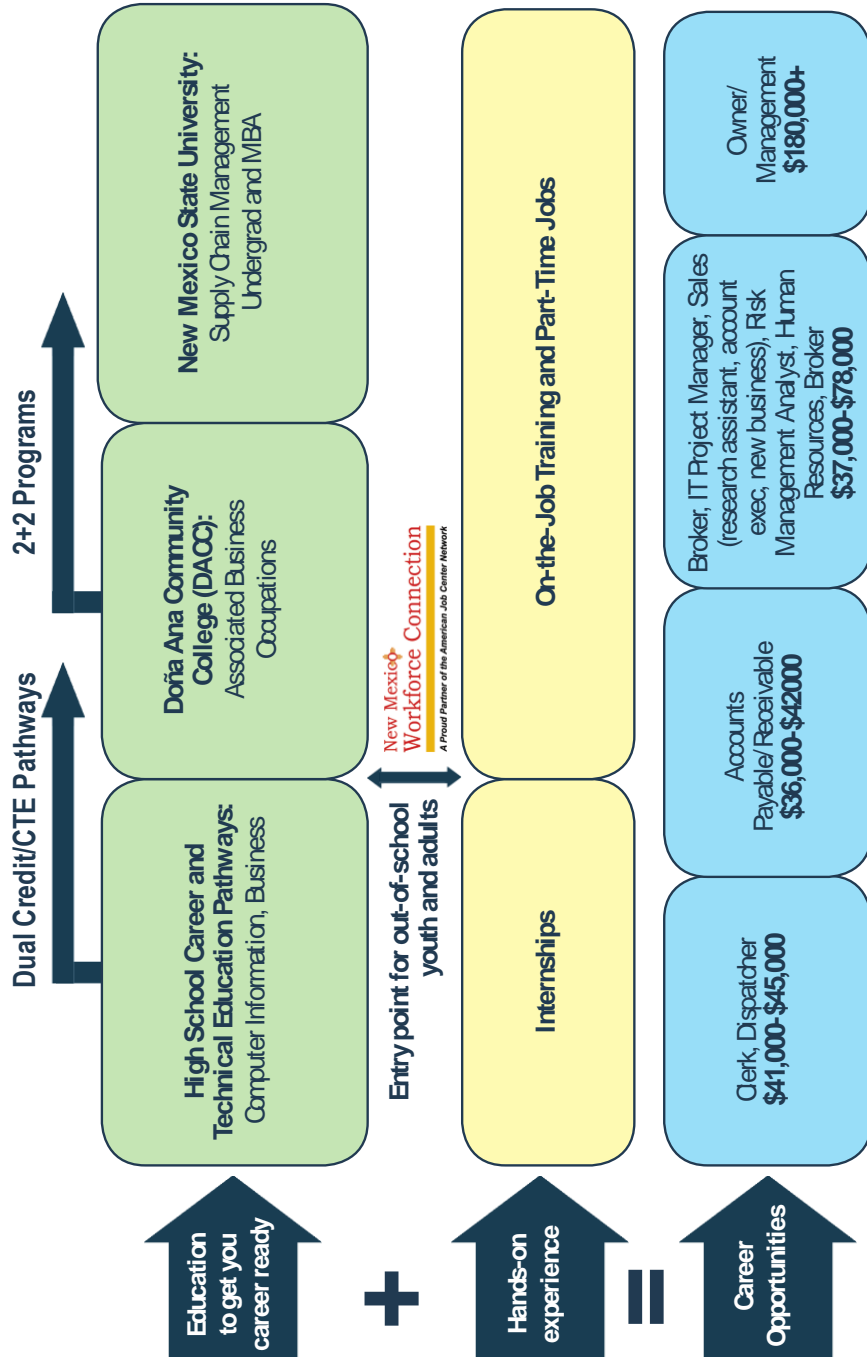 Dual Credit/CTE Pathways
2+2 Programs
Education
to get you
career ready
High School Career and
Technical Education Pathways:
Computer Information, Business
Doña Ana Community
College (DACC):
Associated Business
Occupations
New Mexico State University:
Supply Chain Management
Undergrad and MBA
+
Entry point for out-of-school
youth and adults
New Mexico
Workforce Connection
A Proud Partner of the American Job Center Network
Hands-on
experience
Internships
On-the-Job Training and Part-Time Jobs
=
Career
Opportunities
Clerk, Dispatcher
$41,000-$45,000
Accounts
Payable/Receivable
$36,000-$42000
Broker, IT Project Manager, Sales
(research assistant, account
exec, new business), Risk
Management Analyst, Human
Resources, Broker
$37,000-$78,000
Owner/
Management
$180,000+